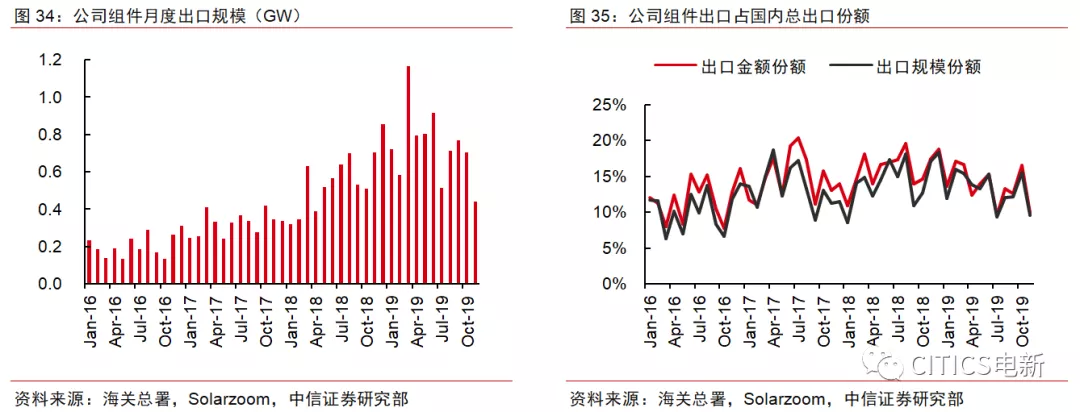 图 34：公司组件月度出口规模（GW）
1.2
1.0
0.8
0.6
0.4
0.2
0.0
Jan-16
Apr-16
Jul-16
Oct-16
Jan-17
Apr-17
Jul-17
Oct-17
Jan-18
Apr-18
Jul-18
Oct-18
Jan-19
Apr-19
Jul-19
Oct-19
资料来源：海关总署，Solarzoom，中信证券研究部
图 35：公司组件出口占国内总出口份额
出口金额份额 出口规模份额
25%
20%
15%
10%
5%
0%
Jan-16
Apr-16
Jul-16
Oct-16
Jan-17
Apr-17
Jul-17
Oct-17
Jan-18
Apr-18
Jul-18
Oct-18
Jan-19
Apr-19
Jul-19
Oct-19
CITICS电新
资料来源：海关总署，Solarzoom，中信证券研究部